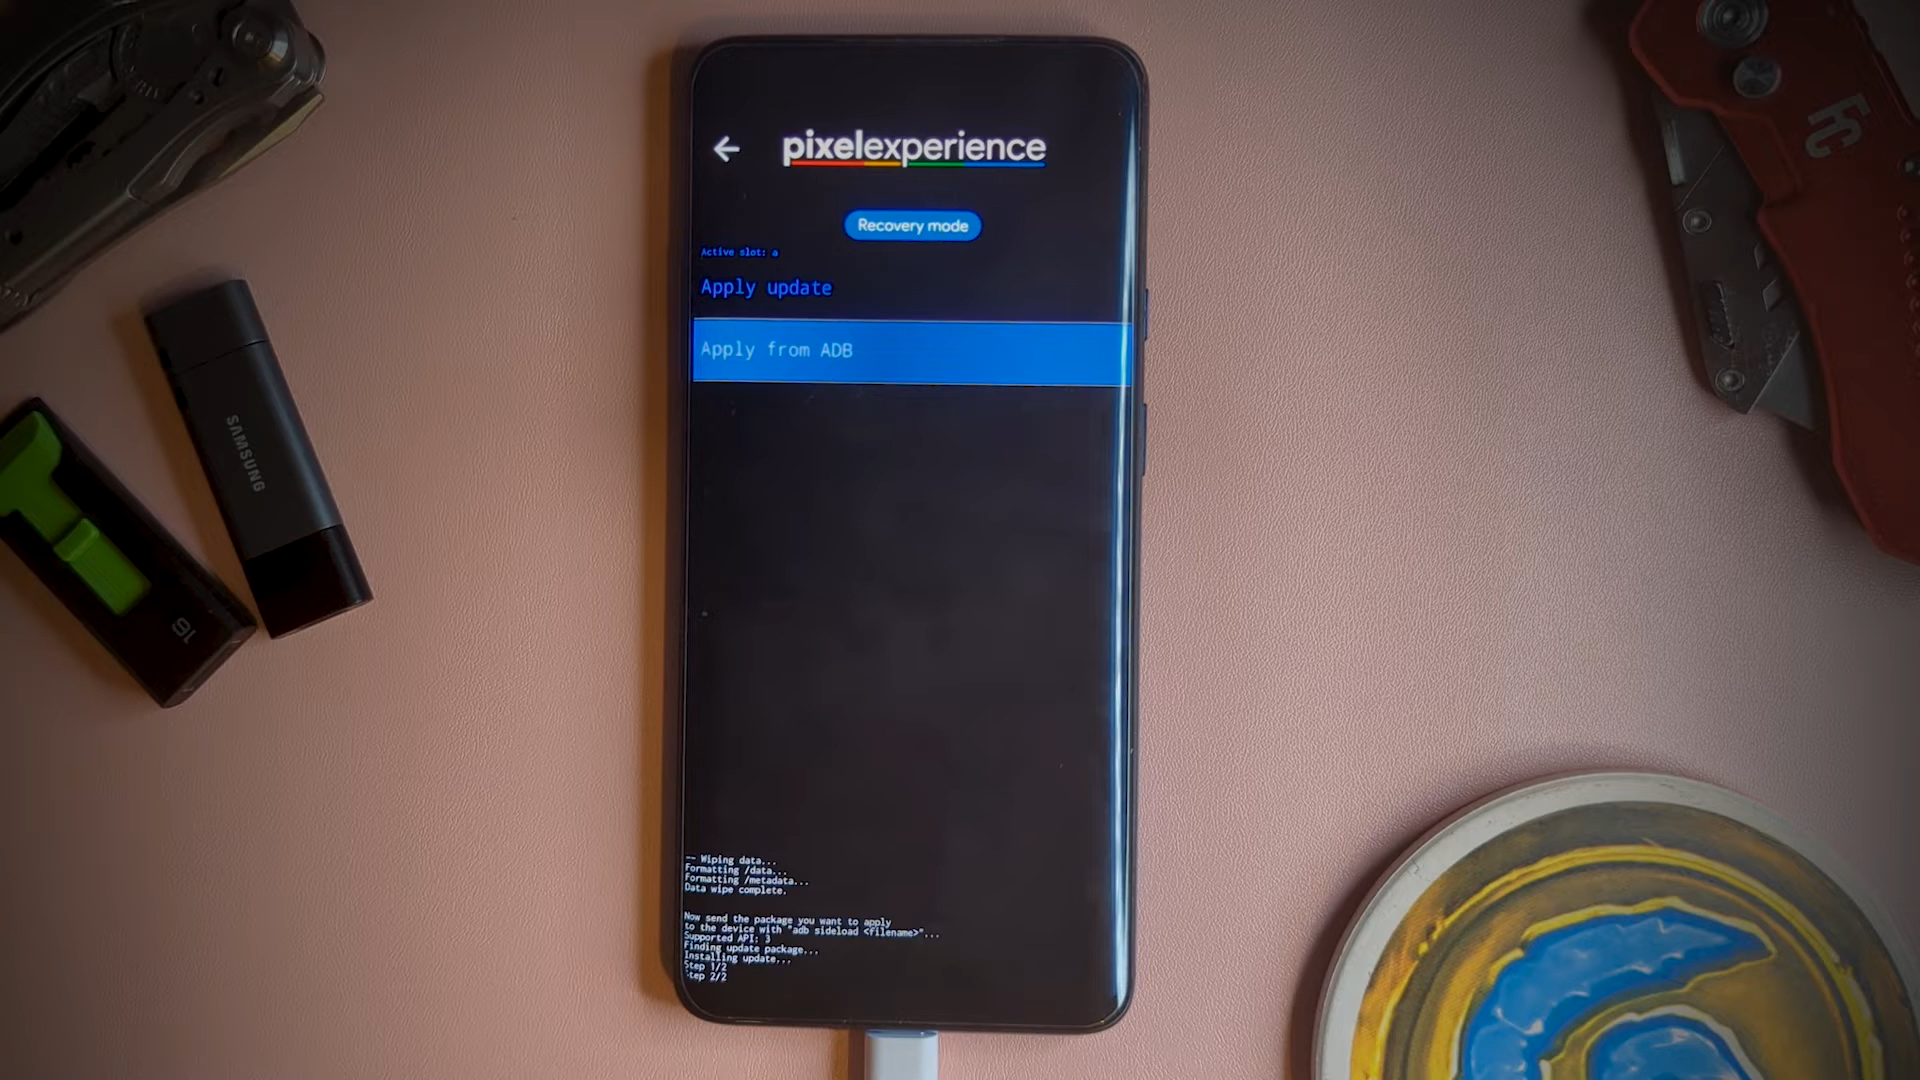 pixelexperience
Recovery mode
Active slot: a
Apply update
Apply from ADB
-- Wiping data...
Formatting /data...
Formatting /metadata...
Data wipe complete.
Now send the package you want to apply
to the device with "adb sideload <filename>"...
Supported API: 3
Finding update package...
Installing update...
Step 1/2
Step 2/2
SAMSUNG
16